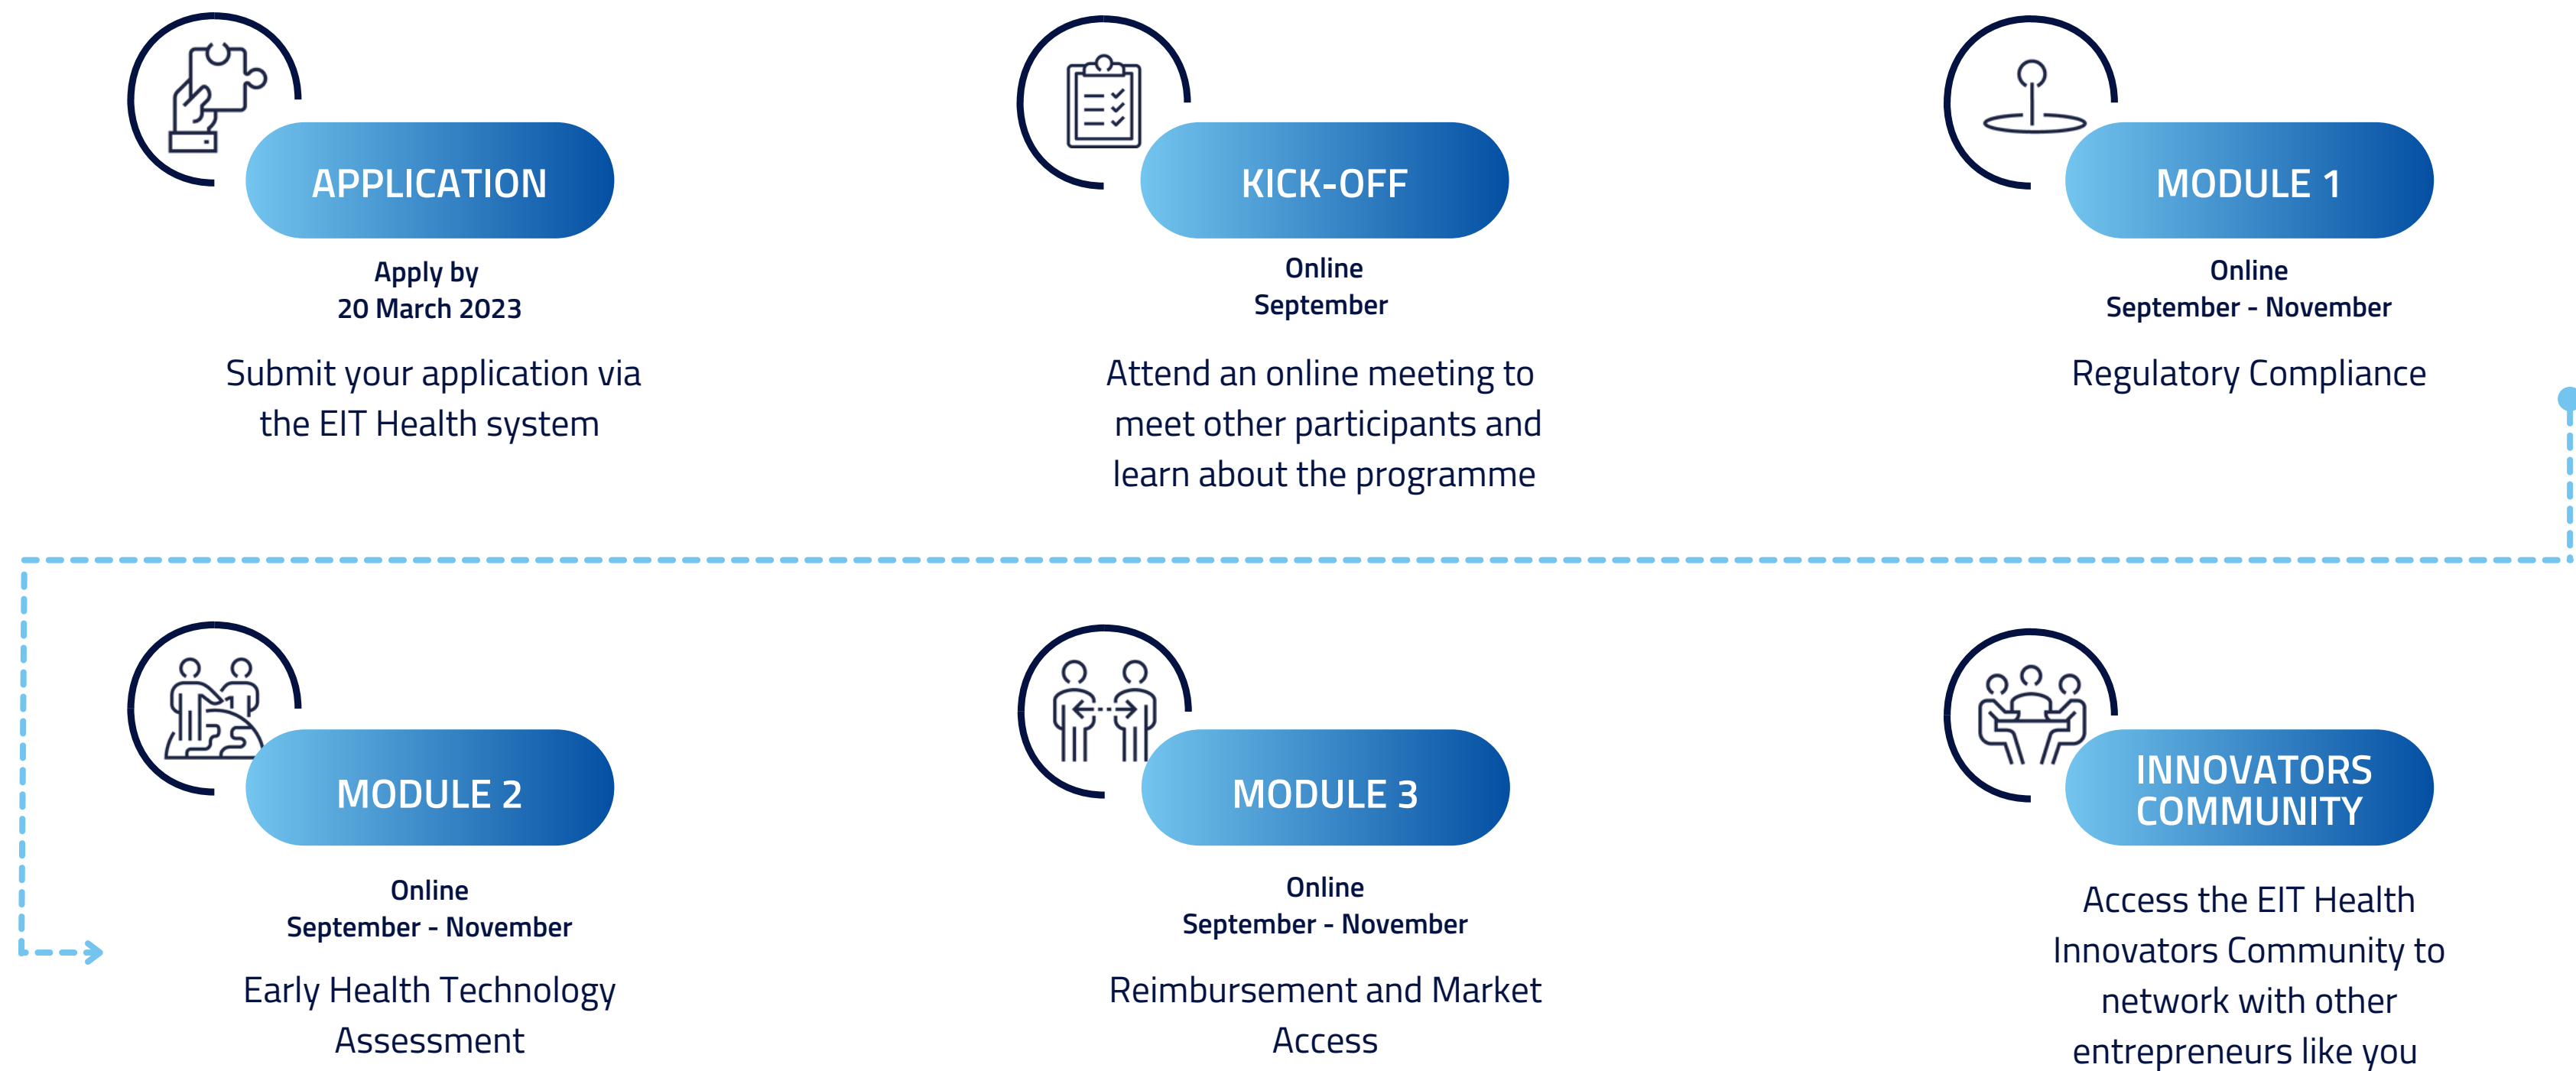 APPLICATION
Apply by
20 March 2023
Submit your application via
the EIT Health system
KICK-OFF
Online
September
Attend an online meeting to
meet other participants and
learn about the programme
MODULE 1
Online
September - November
Regulatory Compliance
MODULE 2
Online
September - November
Early Health Technology
Assessment
MODULE 3
Online
September - November
Reimbursement and Market
Access
INNOVATORS
COMMUNITY
Access the EIT Health
Innovators Community to
network with other
entrepreneurs like you